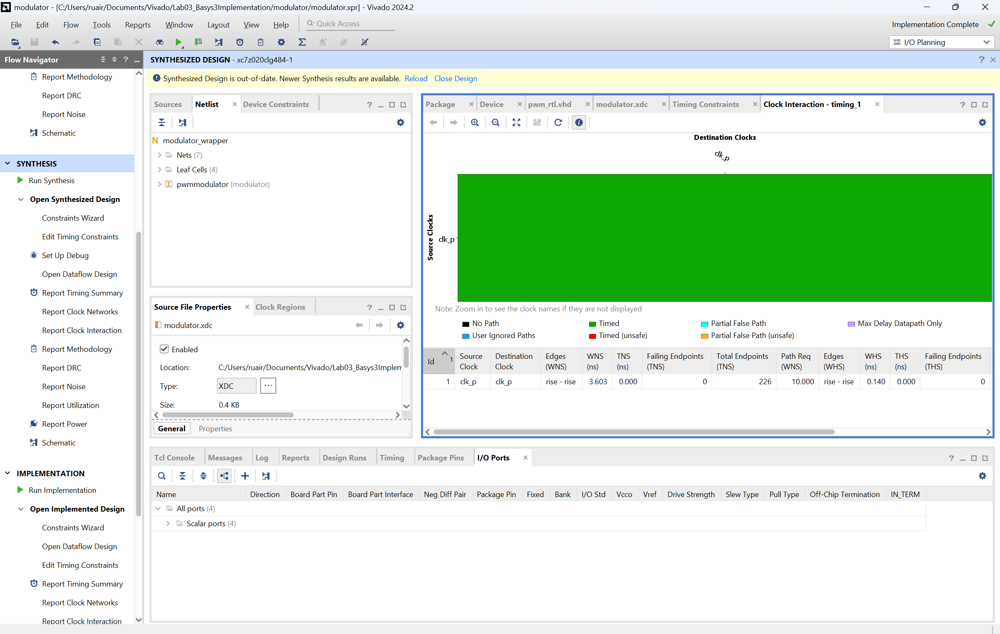 modulator - [C:/Users/ruair/Documents/Vivado/Lab03_Basys3Implementation/modulator/modulator.xpr] - Vivado 2024.2
File Edit Flow Tools Reports Window Layout View Help Quick Access Implementation Complete
I/O Planning
Flow Navigator
Report Methodology
Report DRC
Report Noise
Schematic
SYNTHESIS
Run Synthesis
Open Synthesized Design
Constraints Wizard
Edit Timing Constraints
Set Up Debug
Open Dataflow Design
Report Timing Summary
Report Clock Networks
Report Clock Interaction
Report Methodology
Report DRC
Report Noise
Report Utilization
Report Power
Schematic
IMPLEMENTATION
Run Implementation
Open Implemented Design
Constraints Wizard
Open Dataflow Design
Edit Timing Constraints
Report Timing Summary
Report Clock Networks
Report Clock Interaction
SYNTHESIZED DESIGN - xc7z020clg484-1
Synthesized Design is out-of-date. Newer Synthesis results are available. Reload Close Design
Sources Netlist Device Constraints
N modulator_wrapper
Nets (7)
Leaf Cells (4)
pwmmodulator (modulator)
Source File Properties Clock Regions
modulator.xdc
Enabled
Location: C:/Users/ruair/Documents/Vivado/Lab03_Basys3Implem
Type: XDC ...
Size: 0.4 KB
General Properties
Package Device pwm_rtl.vhd modulator.xdc Timing Constraints Clock Interaction - timing_1
Destination Clocks
clk_p
Source Clocks
clk_p
Note: Zoom in to see the clock names if they are not displayed
No Path Timed Partial False Path Max Delay Datapath Only
User Ignored Paths Timed (unsafe) Partial False Path (unsafe)
Id 1 Source Clock Destination Clock Edges (WNS) WNS (ns) TNS (ns) Failing Endpoints (TNS) Total Endpoints (TNS) Path Req (WNS) Edges (WHS) WHS (ns) THS (ns) Failing Endpoints (THS)
1 clk_p clk_p rise - rise 3.603 0.000 0 226 10.000 rise - rise 0.140 0.000 0
Tcl Console Messages Log Reports Design Runs Timing Package Pins I/O Ports
Name Direction Board Part Pin Board Part Interface Neg Diff Pair Package Pin Fixed Bank I/O Std Vcco Vref Drive Strength Slew Type Pull Type Off-Chip Termination IN_TERM
All ports (4)
Scalar ports (4)